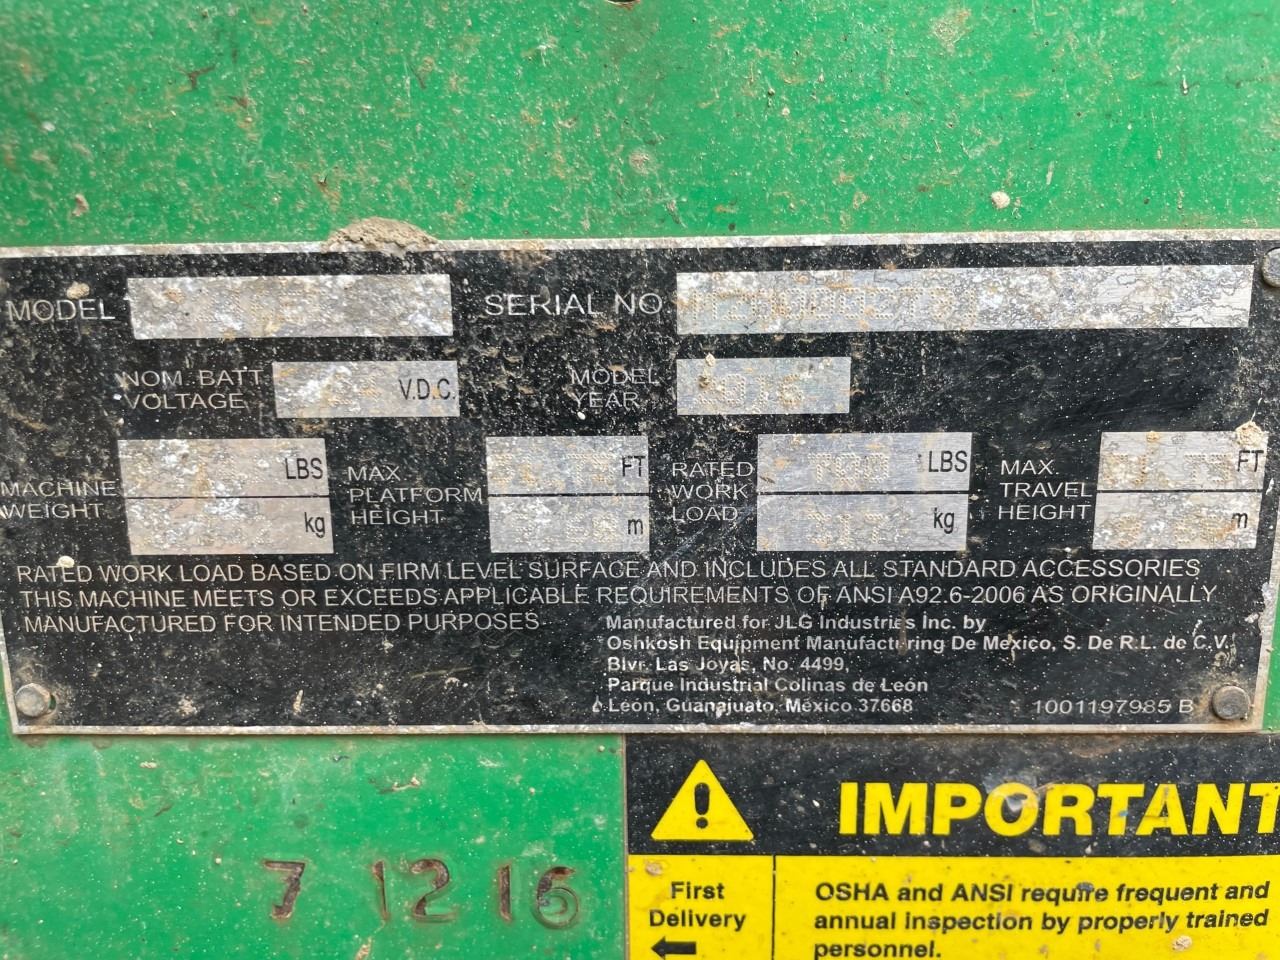 MODEL
SERIAL NO
NOM. BATT VOLTAGE V.D.C.
MODEL YEAR 2016
MACHINE WEIGHT LBS kg
MAX PLATFORM HEIGHT FT m
RATED WORK LOAD 700 LBS 317 kg
MAX. TRAVEL HEIGHT FT m
RATED WORK LOAD BASED ON FIRM LEVEL SURFACE AND INCLUDES ALL STANDARD ACCESSORIES
THIS MACHINE MEETS OR EXCEEDS APPLICABLE REQUIREMENTS OF ANSI A92.6-2006 AS ORIGINALLY
MANUFACTURED FOR INTENDED PURPOSES
Manufactured for JLG Industries Inc. by
Oshkosh Equipment Manufacturing De Mexico, S. De R.L. de C.V.
Blvr. Las Joyas, No. 4499,
Parque Industrial Colinas de León
León, Guanajuato, México 37668
1001197985 B
7 12 16
IMPORTANT
First
Delivery
OSHA and ANSI require frequent and
annual inspection by properly trained
personnel.